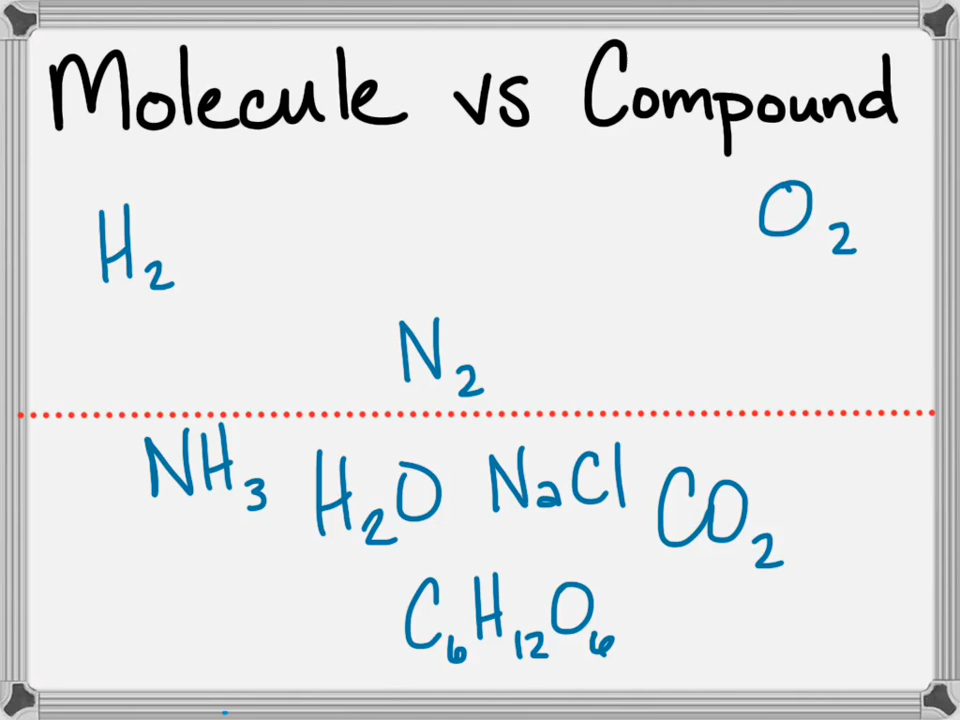 Molecule vs Compound
H₂
O₂
N₂
NH₃ H₂O NaCl CO₂
C₆H₁₂O₆